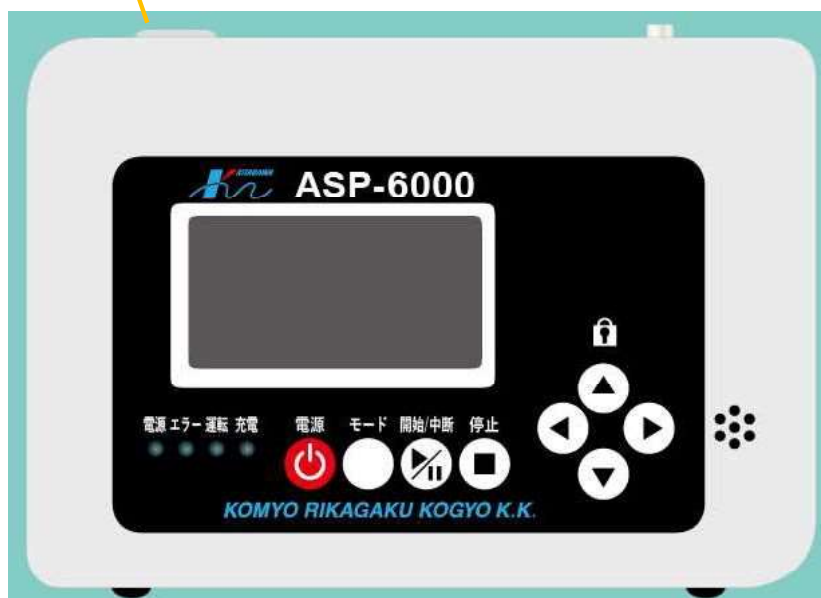 KITAGAWA
ASP-6000
電源 エラー 運転 充電 電源 モード 開始/中断 停止
KOMYO RIKAGAKU KOGYO K.K.